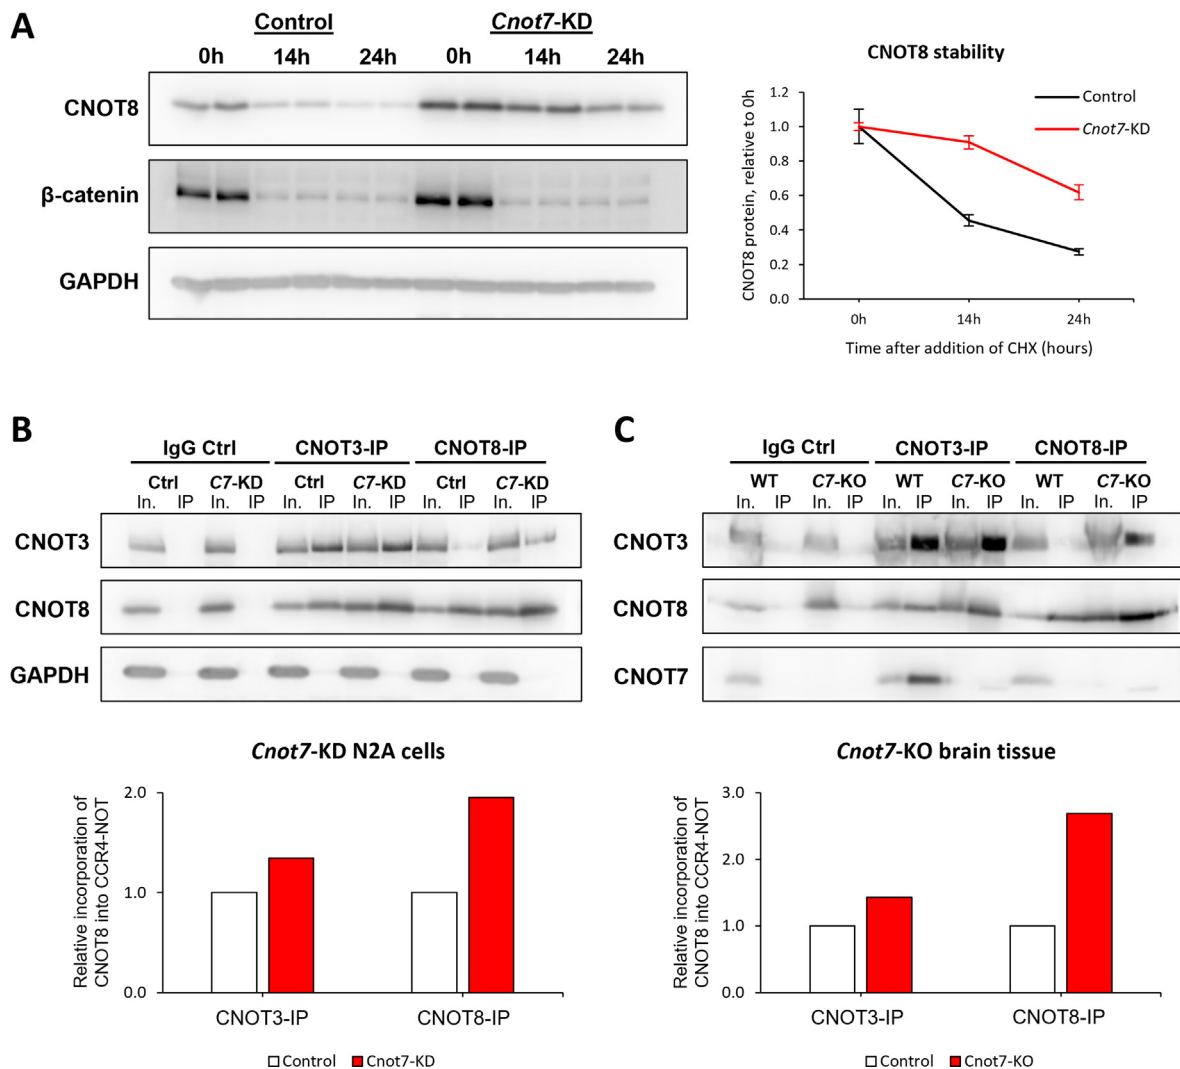 A
Control Cnot7-KD
0h 14h 24h 0h 14h 24h
CNOT8
β-catenin
GAPDH
CNOT8 stability
CNOT8 protein, relative to 0h
1.2
1.0
0.8
0.6
0.4
0.2
0.0
Control
Cnot7-KD
0h 14h 24h
Time after addition of CHX (hours)
B
IgG Ctrl CNOT3-IP CNOT8-IP
Ctrl C7-KD Ctrl C7-KD Ctrl C7-KD
In. IP In. IP In. IP In. IP In. IP In. IP
CNOT3
CNOT8
GAPDH
Cnot7-KD N2A cells
Relative incorporation of
CNOT8 into CCR4-NOT
2.0
1.0
0.0
CNOT3-IP CNOT8-IP
Control Cnot7-KD
C
IgG Ctrl CNOT3-IP CNOT8-IP
WT C7-KO WT C7-KO WT C7-KO
In. IP In. IP In. IP In. IP In. IP In. IP
CNOT3
CNOT8
CNOT7
Cnot7-KO brain tissue
Relative incorporation of
CNOT8 into CCR4-NOT
3.0
2.0
1.0
0.0
CNOT3-IP CNOT8-IP
Control Cnot7-KO